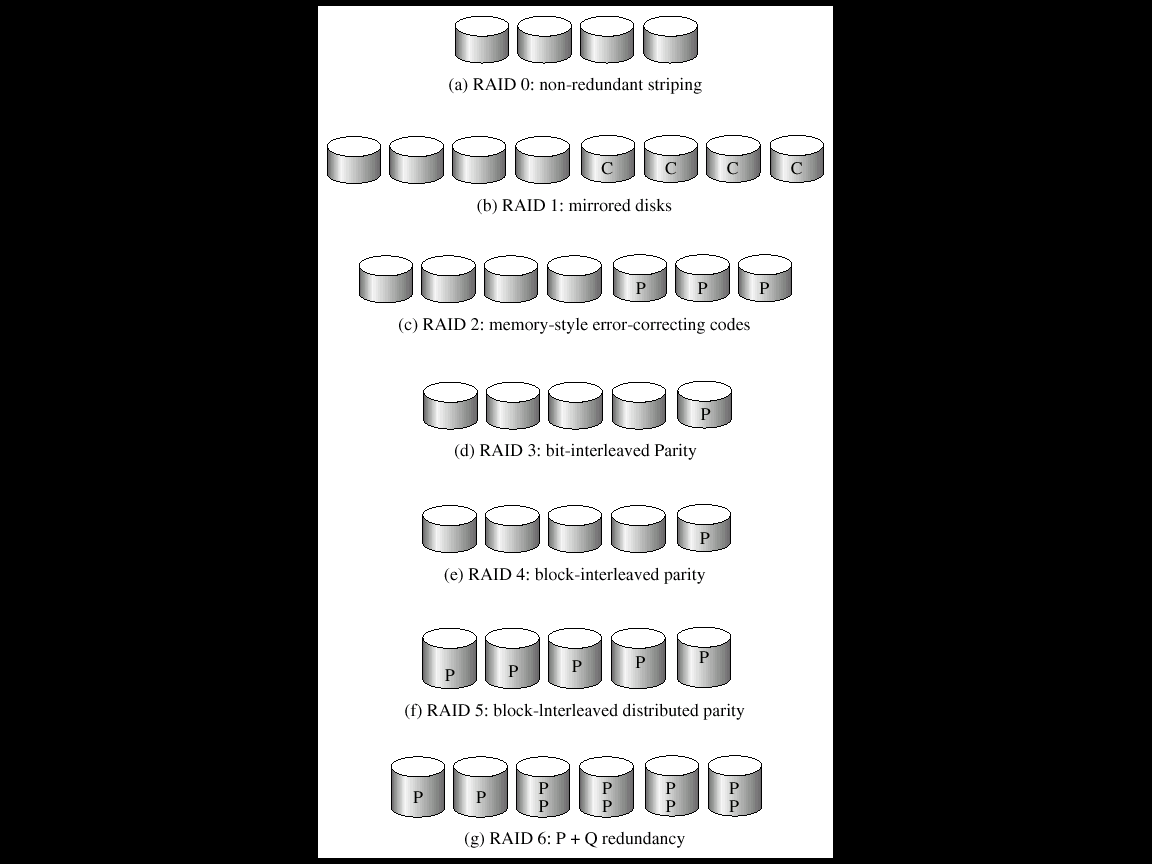 (a) RAID 0: non-redundant striping
C C C C
(b) RAID 1: mirrored disks
P P P
(c) RAID 2: memory-style error-correcting codes
P
(d) RAID 3: bit-interleaved Parity
P
(e) RAID 4: block-interleaved parity
P P P P P
(f) RAID 5: block-lnterleaved distributed parity
P P P P P P
P P P P
(g) RAID 6: P + Q redundancy